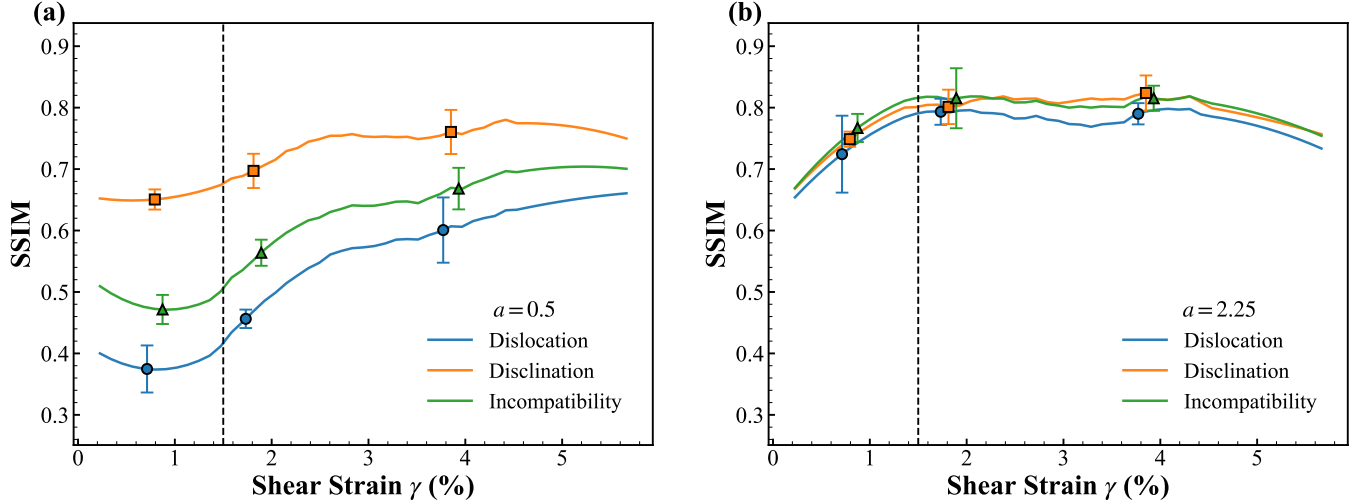 (a)
SSIM
0.9
0.8
0.7
0.6
0.5
0.4
0.3
0 1 2 3 4 5
Shear Strain γ (%)
a = 0.5
Dislocation
Disclination
Incompatibility
(b)
SSIM
0.9
0.8
0.7
0.6
0.5
0.4
0.3
0 1 2 3 4 5
Shear Strain γ (%)
a = 2.25
Dislocation
Disclination
Incompatibility